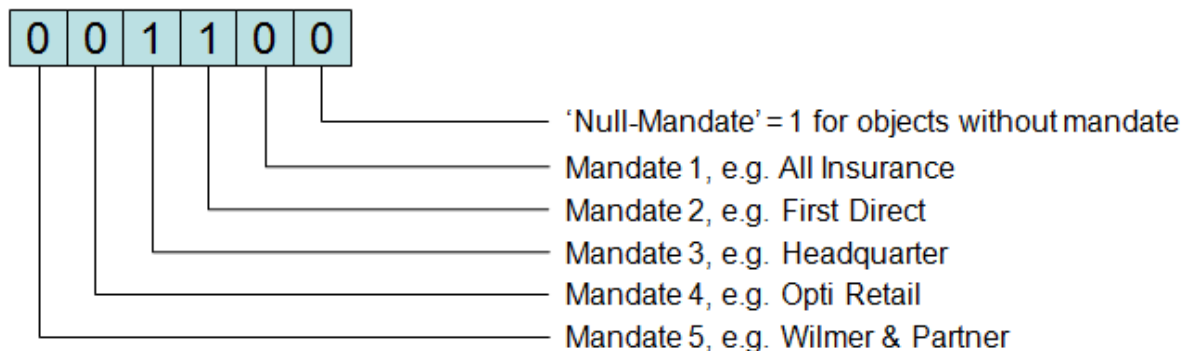 0 0 1 1 0 0
‘Null-Mandate’ = 1 for objects without mandate
Mandate 1, e.g. All Insurance
Mandate 2, e.g. First Direct
Mandate 3, e.g. Headquarter
Mandate 4, e.g. Opti Retail
Mandate 5, e.g. Wilmer & Partner